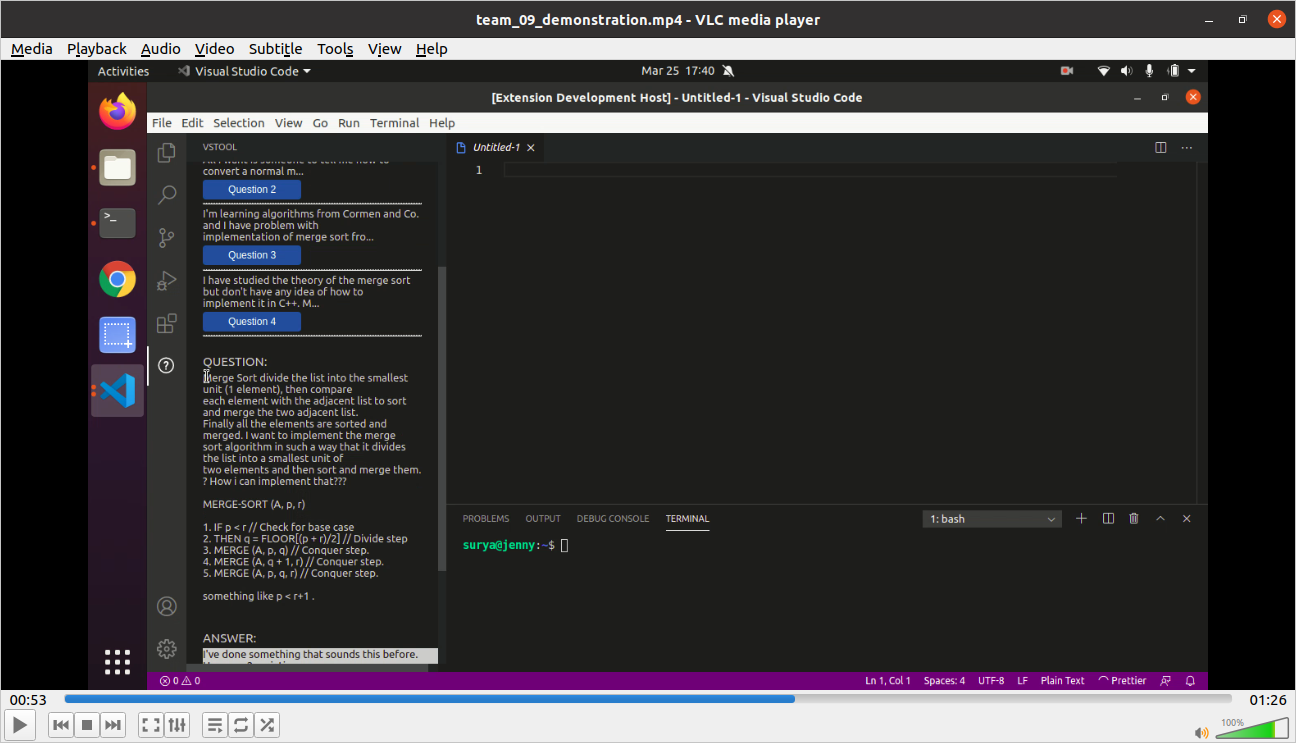 team_09_demonstration.mp4 - VLC media player
Media Playback Audio Video Subtitle Tools View Help
Activities Visual Studio Code Mar 25 17:40
[Extension Development Host] - Untitled-1 - Visual Studio Code
File Edit Selection View Go Run Terminal Help
VSTOOL
convert a normal m...
Question 2
I'm learning algorithms from Cormen and Co.
and I have problem with
implementation of merge sort fro...
Question 3
I have studied the theory of the merge sort
but don't have any idea of how to
implement it in C++. M...
Question 4
QUESTION:
Merge Sort divide the list into the smallest
unit (1 element), then compare
each element with the adjacent list to sort
and merge the two adjacent list.
Finally all the elements are sorted and
merged. I want to implement the merge
sort algorithm in such a way that it divides
the list into a smallest unit of
two elements and then sort and merge them.
? How i can implement that???
MERGE-SORT (A, p, r)
1. IF p < r // Check for base case
2. THEN q = FLOOR[(p + r)/2] // Divide step
3. MERGE (A, p, q) // Conquer step.
4. MERGE (A, q + 1, r) // Conquer step.
5. MERGE (A, p, q, r) // Conquer step.
something like p < r+1 .
ANSWER:
I've done something that sounds this before.
Untitled-1
1
PROBLEMS OUTPUT DEBUG CONSOLE TERMINAL
1: bash
surya@jenny:~$
0 0
Ln 1, Col 1 Spaces: 4 UTF-8 LF Plain Text Prettier
00:53 01:26
100%